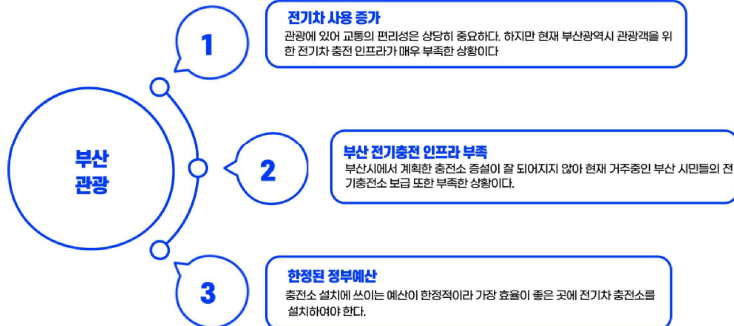 전기차 사용 증가
관광에 있어 교통의 편리성은 상당히 중요하다. 하지만 현재 부산광역시 관광객을 위
한 전기차 충전 인프라가 매우 부족한 상황이다
1
부산
관광
2
부산 전기충전 인프라 부족
부산시에서 계획한 충전소 증설이 잘 되어지지 않아 현재 거주중인 부산 시민들의 전
기충전소 보급 또한 부족한 상황이다.
3
한정된 정부예산
충전소 설치에 쓰이는 예산이 한정적이라 가장 효율이 좋은 곳에 전기차 충전소를
설치하여야 한다.